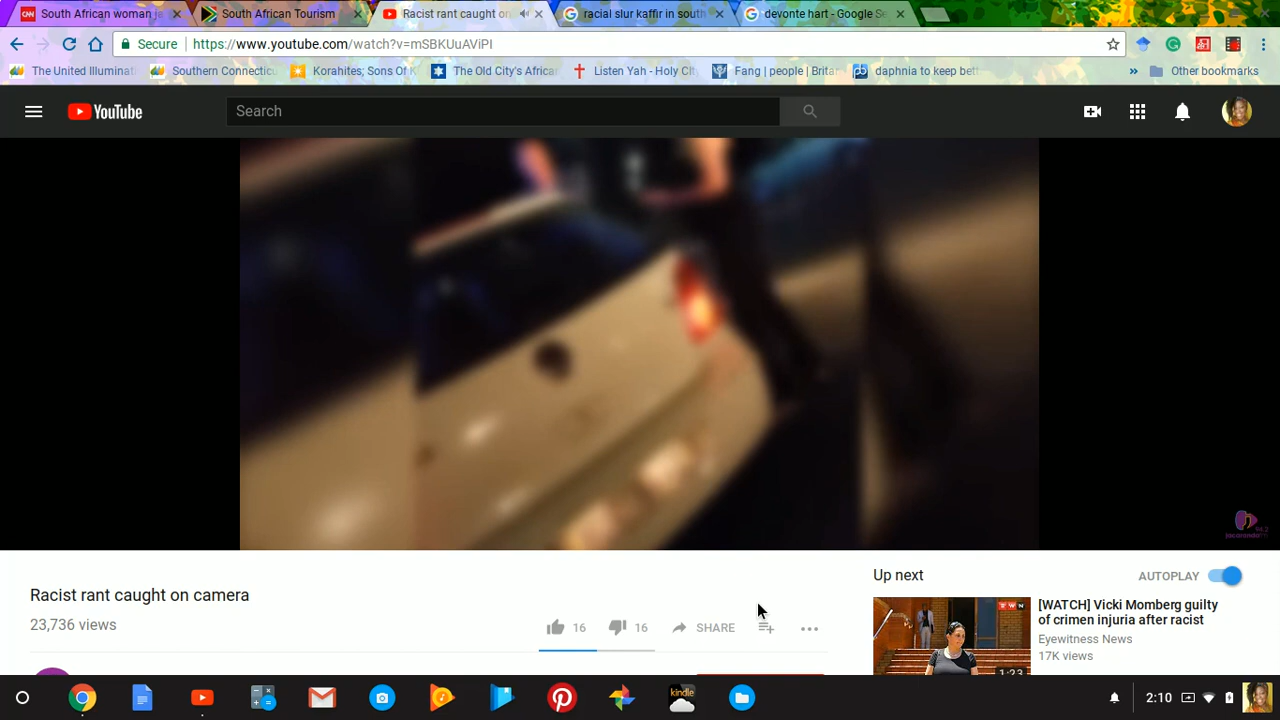 South African woman je
South African Tourism
Racist rant caught on
racial slur kaffir in south
devonte hart - Google Se
Secure
https://www.youtube.com/watch?v=mSBKUuAViPI
The United Illuminat
Southern Connecticu
Korahites; Sons Of K
The Old City's Africa
Listen Yah - Holy Cit
Fang | people | Brita
daphnia to keep bett
» Other bookmarks
YouTube
Search
Racist rant caught on camera
23,736 views
16
16
SHARE
Up next
AUTOPLAY
[WATCH] Vicki Momberg guilty
of crimen injuria after racist
Eyewitness News
17K views
1:23
kindle
2:10